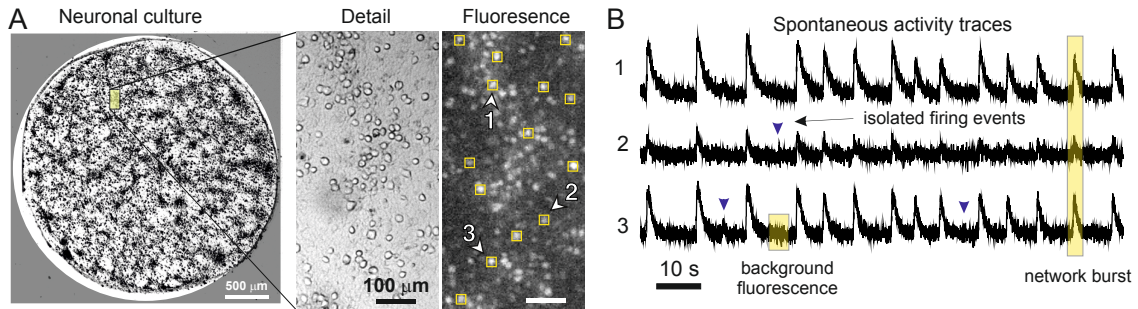 A
Neuronal culture
Detail
Fluoresence
500 µm
100 µm
1
2
3
B
Spontaneous activity traces
1
isolated firing events
2
3
10 s
background
fluorescence
network burst